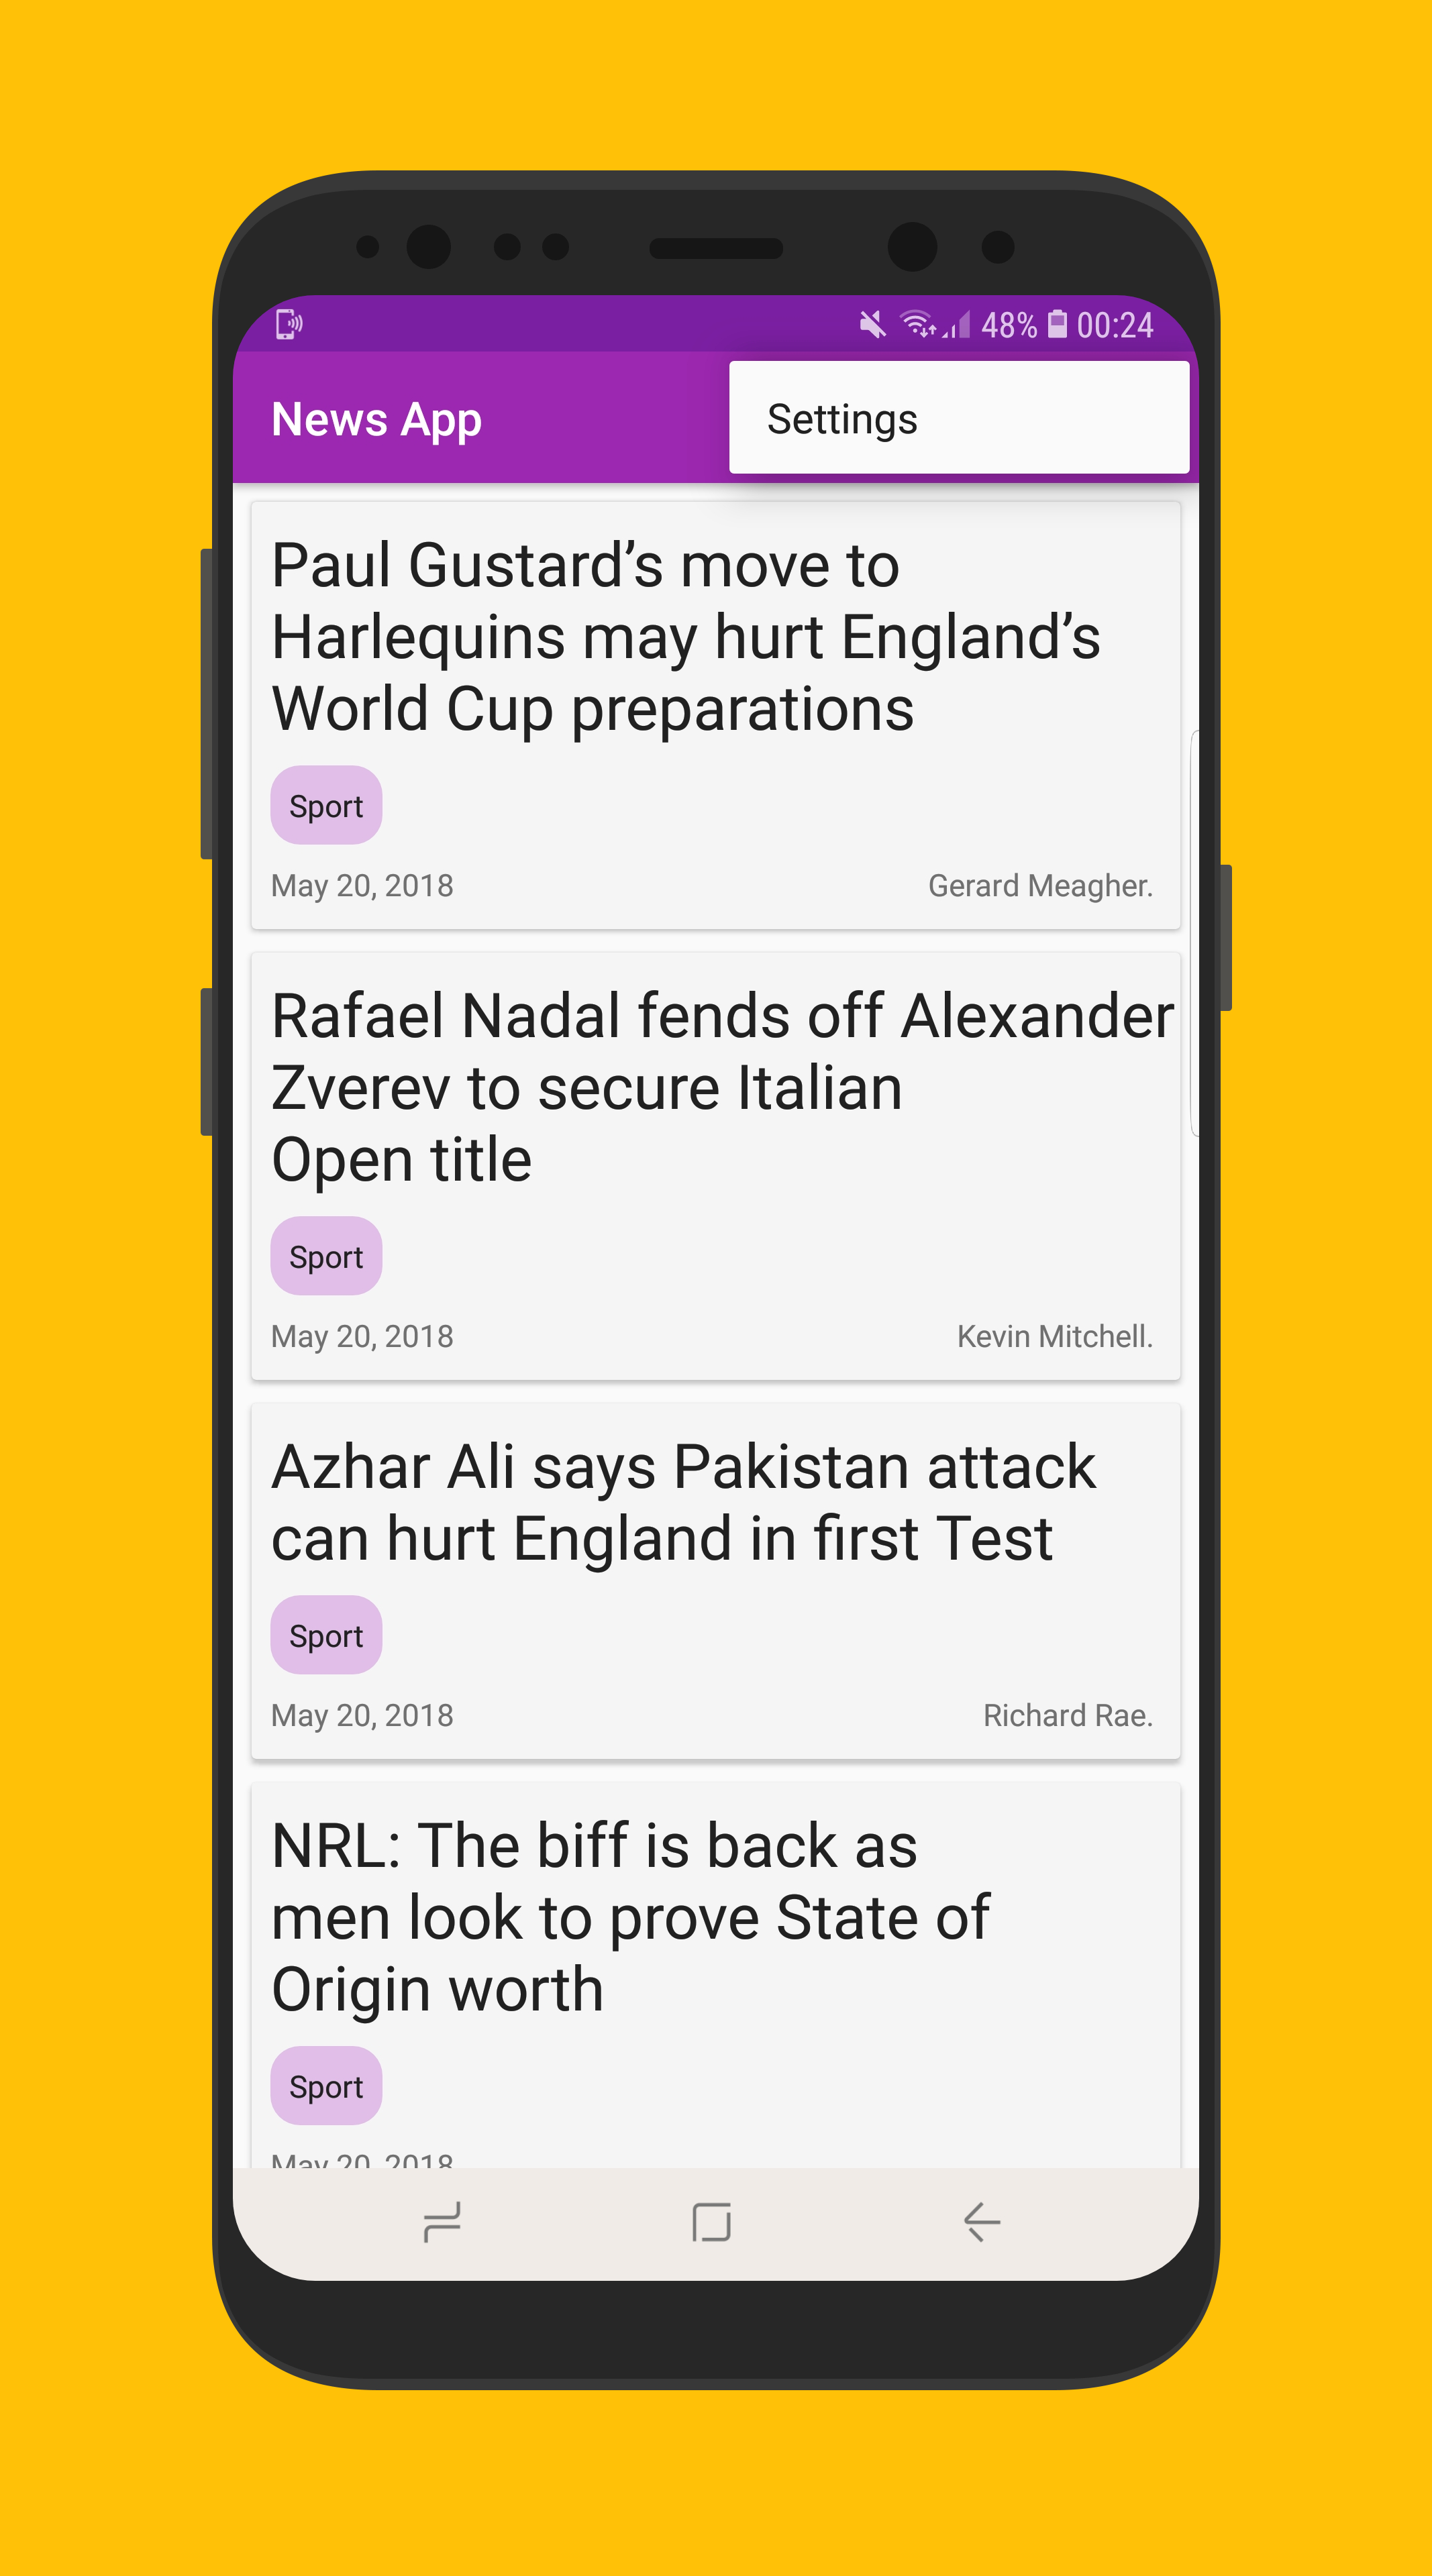 48% 00:24
News App
Settings
Paul Gustard’s move to
Harlequins may hurt England’s
World Cup preparations
Sport
May 20, 2018 Gerard Meagher.
Rafael Nadal fends off Alexander
Zverev to secure Italian
Open title
Sport
May 20, 2018 Kevin Mitchell.
Azhar Ali says Pakistan attack
can hurt England in first Test
Sport
May 20, 2018 Richard Rae.
NRL: The biff is back as
men look to prove State of
Origin worth
Sport
May 20, 2018